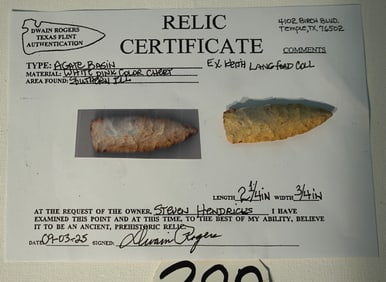 DWAIN ROGERS
TEXAS FLINT
AUTHENTICATION
RELIC
CERTIFICATE
4102 BIRCH BLVD.
TEMPLE, TX 76502
COMMENTS
EX KEITH LANGFORD COLL
TYPE: AGATE BASIN
MATERIAL: WHITE PINK COLOR CHERT
AREA FOUND: SOUTHERN ILL
LENGTH 2 1/4 IN WIDTH 3/4 IN
AT THE REQUEST OF THE OWNER, STEVEN HENDRICKS I HAVE
EXAMINED THIS POINT AND AT THIS TIME, TO THE BEST OF MY ABILITY, BELIEVE
IT TO BE AN ANCIENT, PREHISTORIC RELIC.
DATE 09-03-25 SIGNED: Dwain Rogers